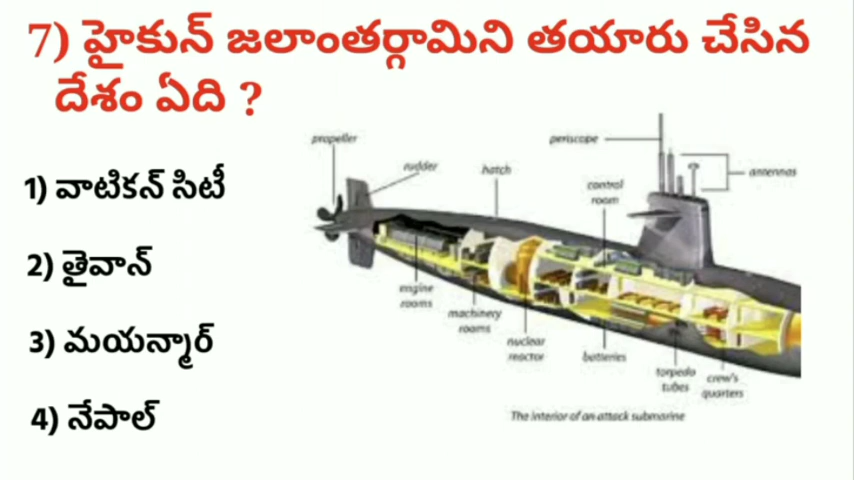 7) హైకున్ జలాంతర్గామిని తయారు చేసిన
దేశం ఏది ?
1) వాటికన్ సిటీ
2) తైవాన్
3) మయన్మార్
4) నేపాల్
propeller
rudder
hatch
periscope
control
room
antennas
engine
rooms
machinery
rooms
nuclear
reactor
batteries
torpedo
tubes
crew's
quarters
The interior of an attack submarine